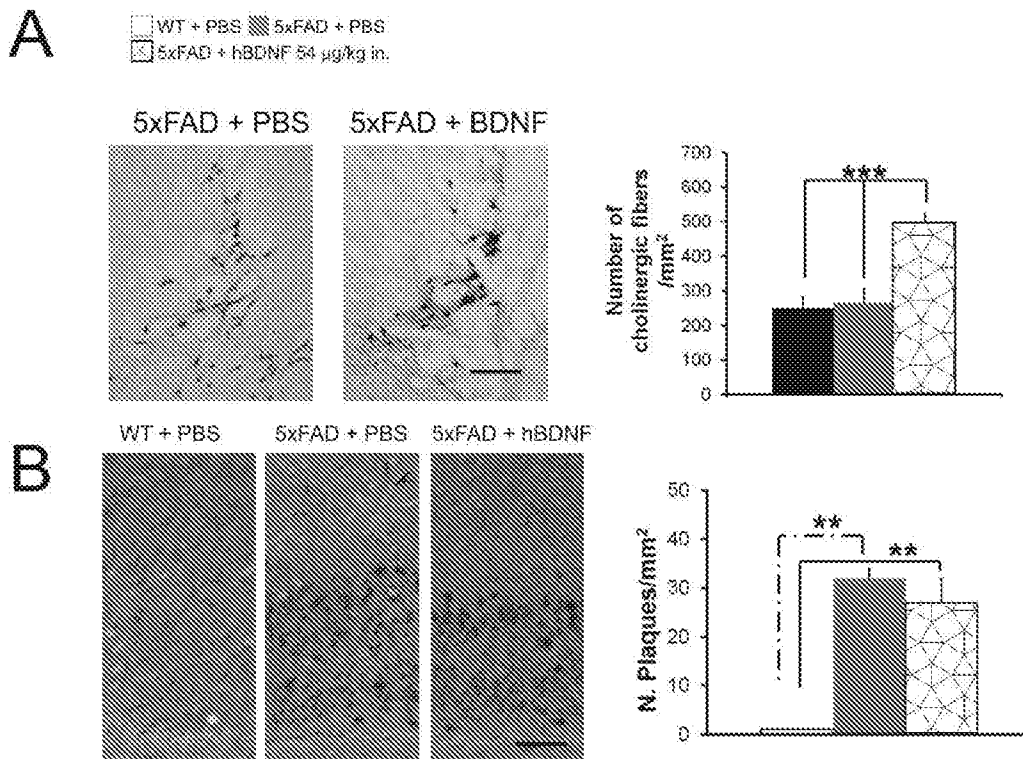 A
WT + PBS 5xFAD + PBS
5xFAD + hBDNF 54 µg/kg in.
5xFAD + PBS 5xFAD + BDNF
700
600
500
400
300
200
100
0
Number of
cholinergic fibers
/mm²
***
B
WT + PBS 5xFAD + PBS 5xFAD + hBDNF
50
40
30
20
10
0
N. Plaques/mm²
**
**